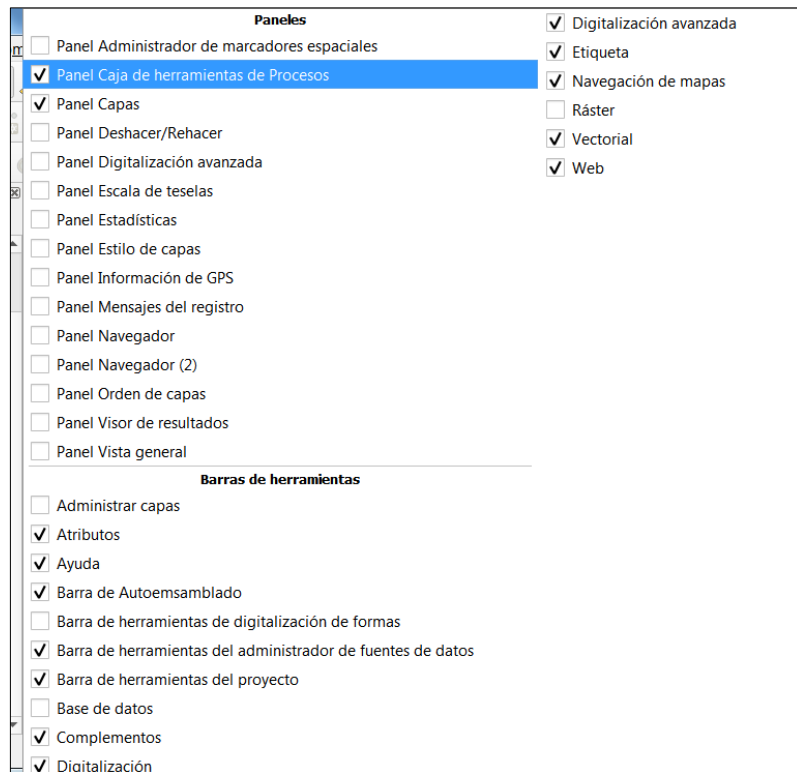 Paneles
Panel Administrador de marcadores espaciales
Panel Caja de herramientas de Procesos
Panel Capas
Panel Deshacer/Rehacer
Panel Digitalización avanzada
Panel Escala de teselas
Panel Estadísticas
Panel Estilo de capas
Panel Información de GPS
Panel Mensajes del registro
Panel Navegador
Panel Navegador (2)
Panel Orden de capas
Panel Visor de resultados
Panel Vista general
Barras de herramientas
Administrar capas
Atributos
Ayuda
Barra de Autoemsamblado
Barra de herramientas de digitalización de formas
Barra de herramientas del administrador de fuentes de datos
Barra de herramientas del proyecto
Base de datos
Complementos
Digitalización
Digitalización avanzada
Etiqueta
Navegación de mapas
Ráster
Vectorial
Web